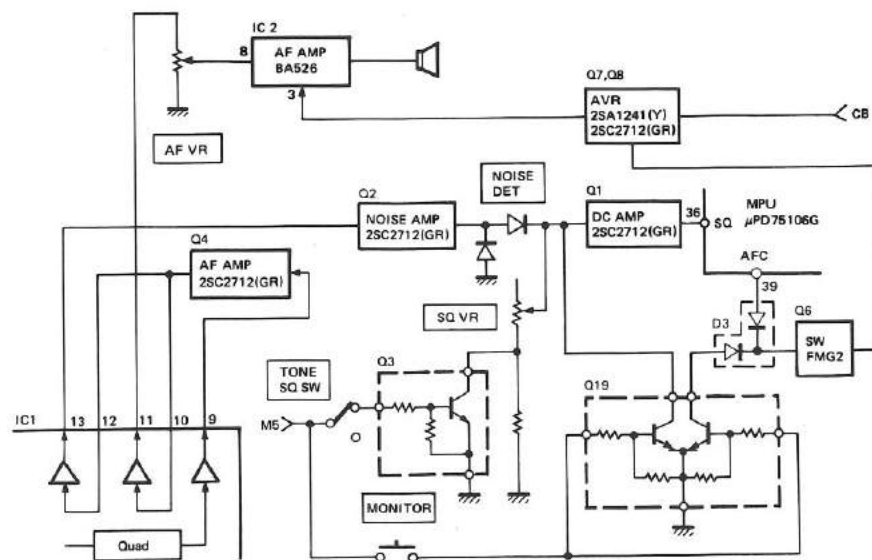 IC 2
AF AMP
BA526
8
3
AF VR
Q7,Q8
AVR
2SA1241(Y)
2SC2712(GR)
CB
NOISE
DET
Q2
NOISE AMP
2SC2712(GR)
Q1
DC AMP
2SC2712(GR)
36
SQ
MPU
μPD75106G
AFC
39
Q4
AF AMP
2SC2712(GR)
SQ VR
D3
Q6
SW
FMG2
TONE
SQ SW
Q3
Q19
M5
IC1
13
12
11
10
9
MONITOR
Quad